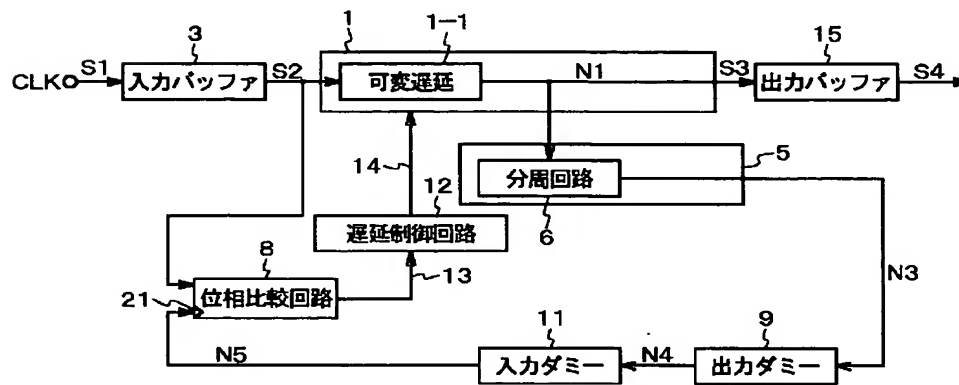 1
1-1
3
15
CLK
S1
入力バッファ
S2
可変遅延
N1
S3
出力バッファ
S4
14
5
12
分周回路
6
遅延制御回路
8
13
N3
21
位相比較回路
11
9
N5
入力ダミー
N4
出力ダミー